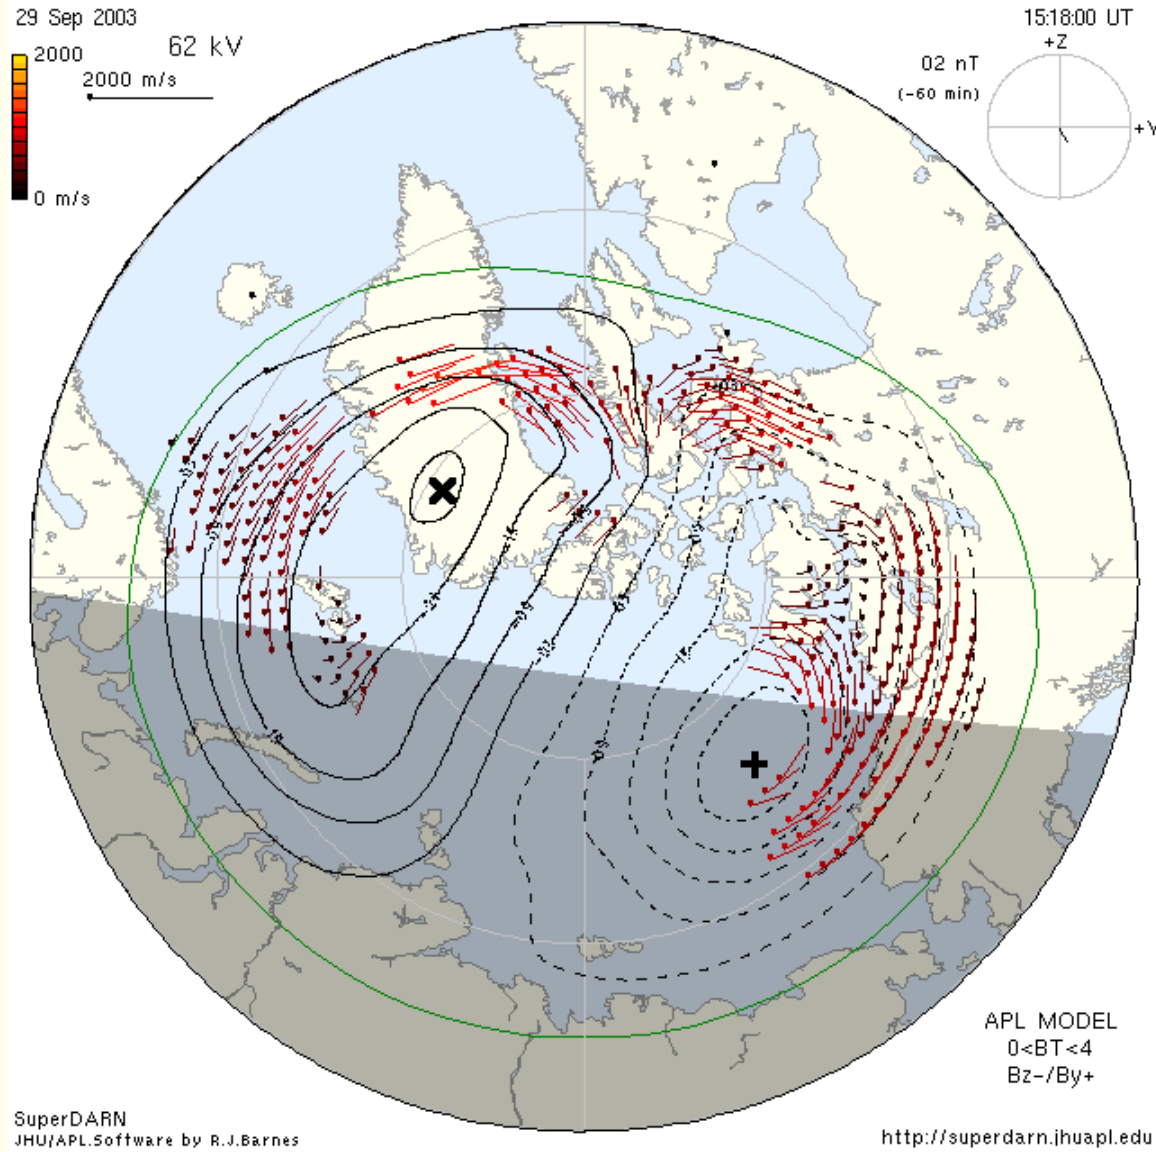 29 Sep 2003
15:18:00 UT
62 kV
2000
2000 m/s
0 m/s
+Z
02 nT
(-60 min)
+Y
APL MODEL
0<BT<4
Bz-/By+
SuperDARN
JHU/APL.Software by R.J.Barnes
http://superdarn.jhuapl.edu